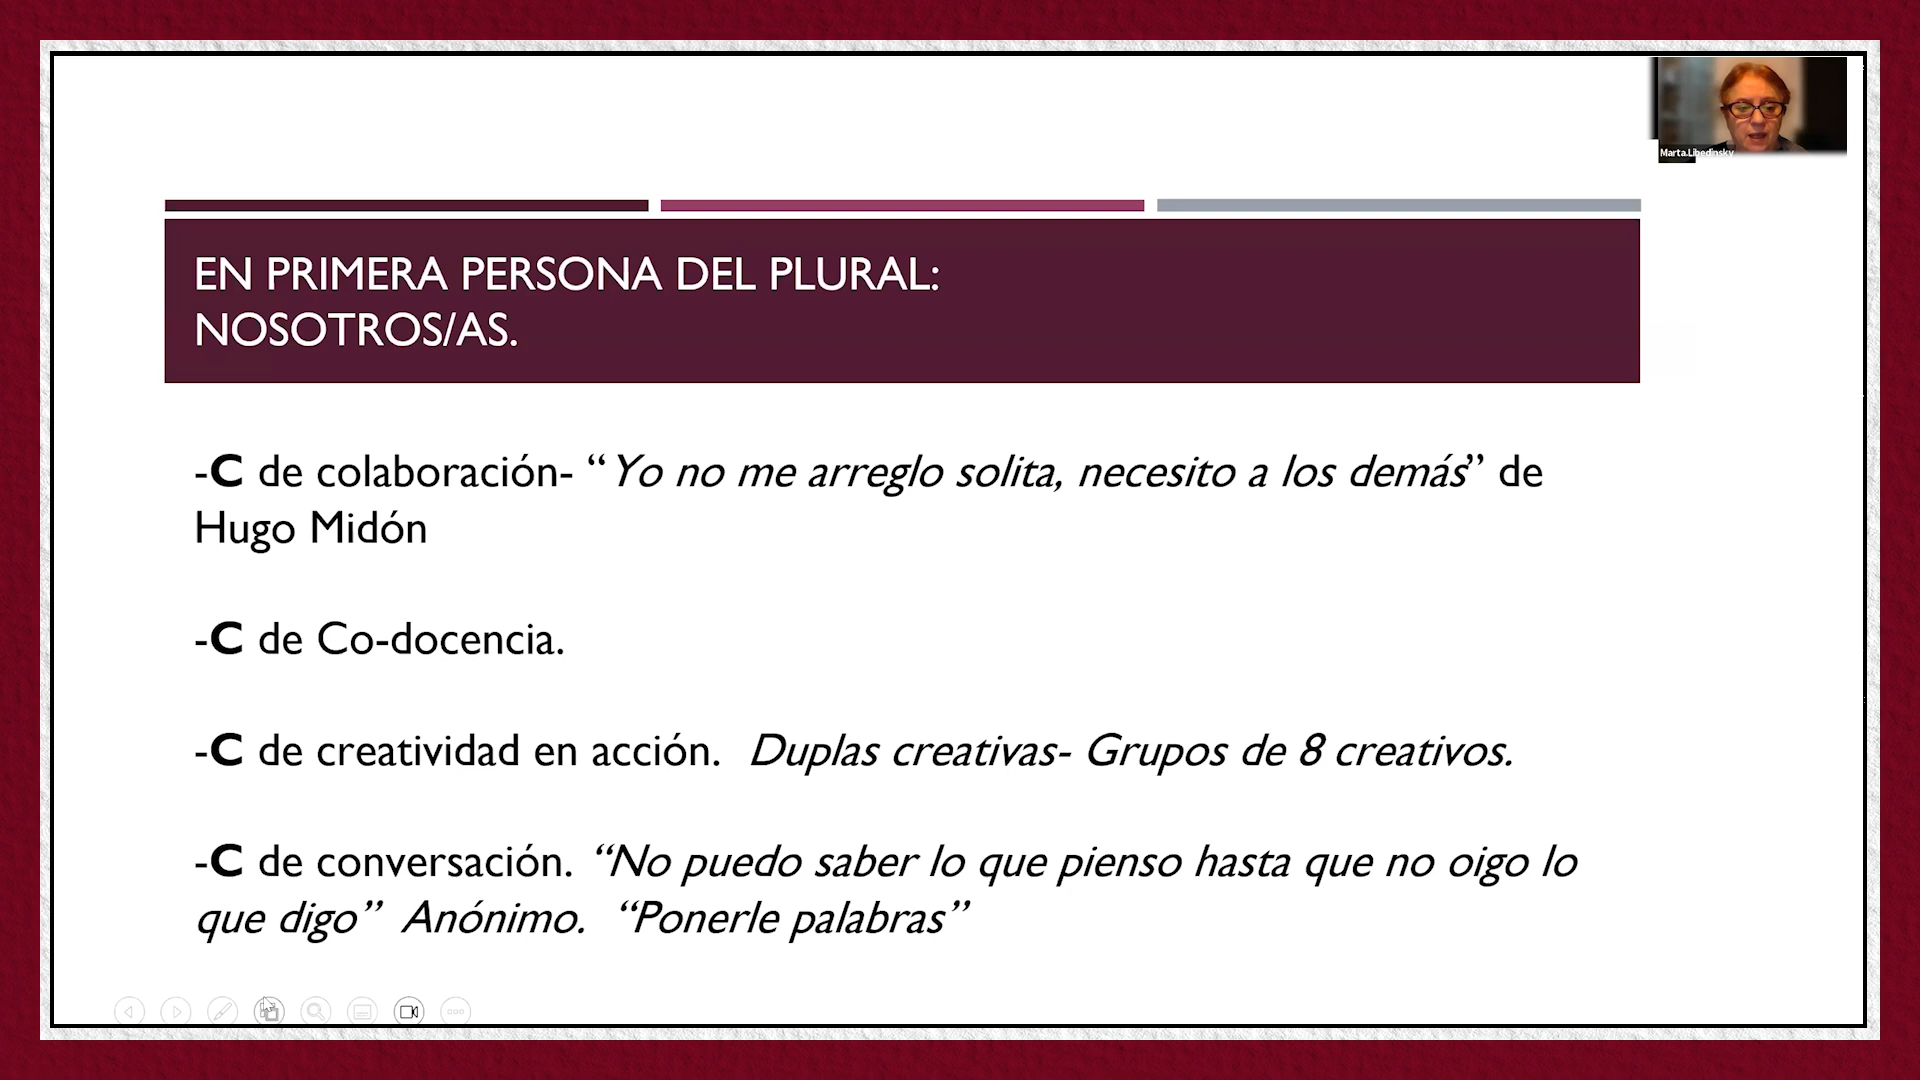 Marta.Libedinsky
EN PRIMERA PERSONA DEL PLURAL:
NOSOTROS/AS.
-C de colaboración- “Yo no me arreglo solita, necesito a los demás” de
Hugo Midón
-C de Co-docencia.
-C de creatividad en acción. Duplas creativas- Grupos de 8 creativos.
-C de conversación. “No puedo saber lo que pienso hasta que no oigo lo
que digo” Anónimo. “Ponerle palabras”